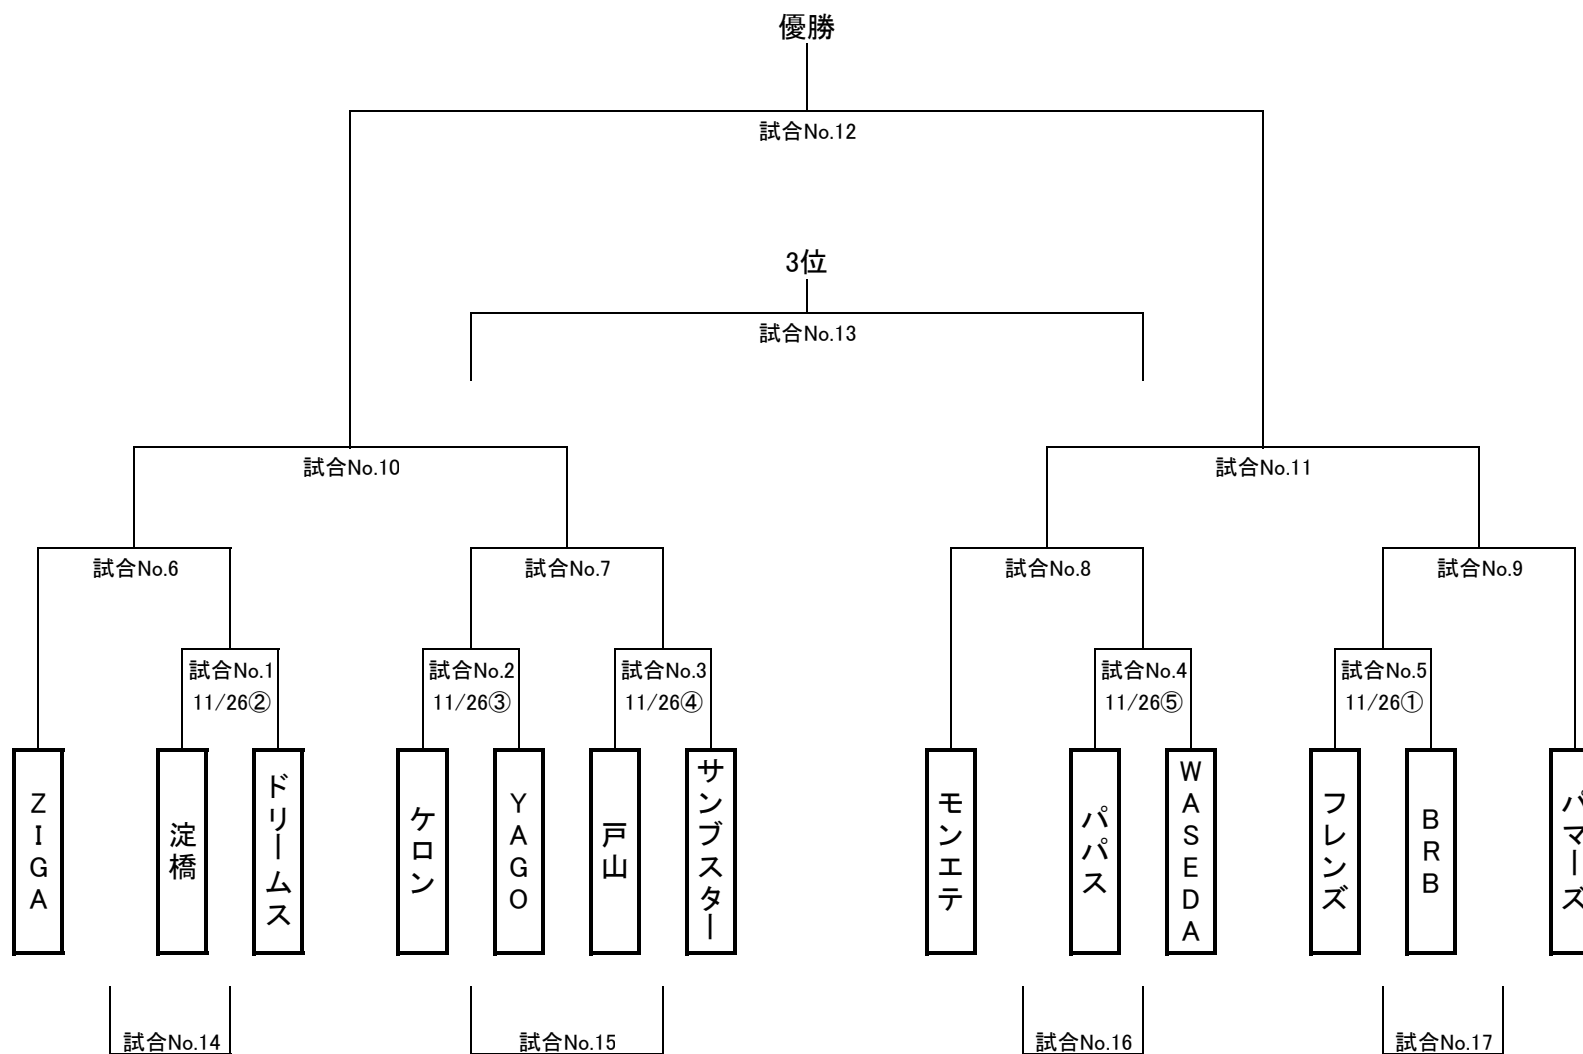 優勝
試合No.12
3位
試合No.13
試合No.10
試合No.11
試合No.6
試合No.7
試合No.8
試合No.9
試合No.1
11/26②
試合No.2
11/26③
試合No.3
11/26④
試合No.4
11/26⑤
試合No.5
11/26①
ZIGA
淀橋
ドリームス
ケロン
YAGO
戸山
サンブスター
モンエテ
パパス
WASEDA
フレンズ
BRB
パマーズ
試合No.14
試合No.15
試合No.16
試合No.17